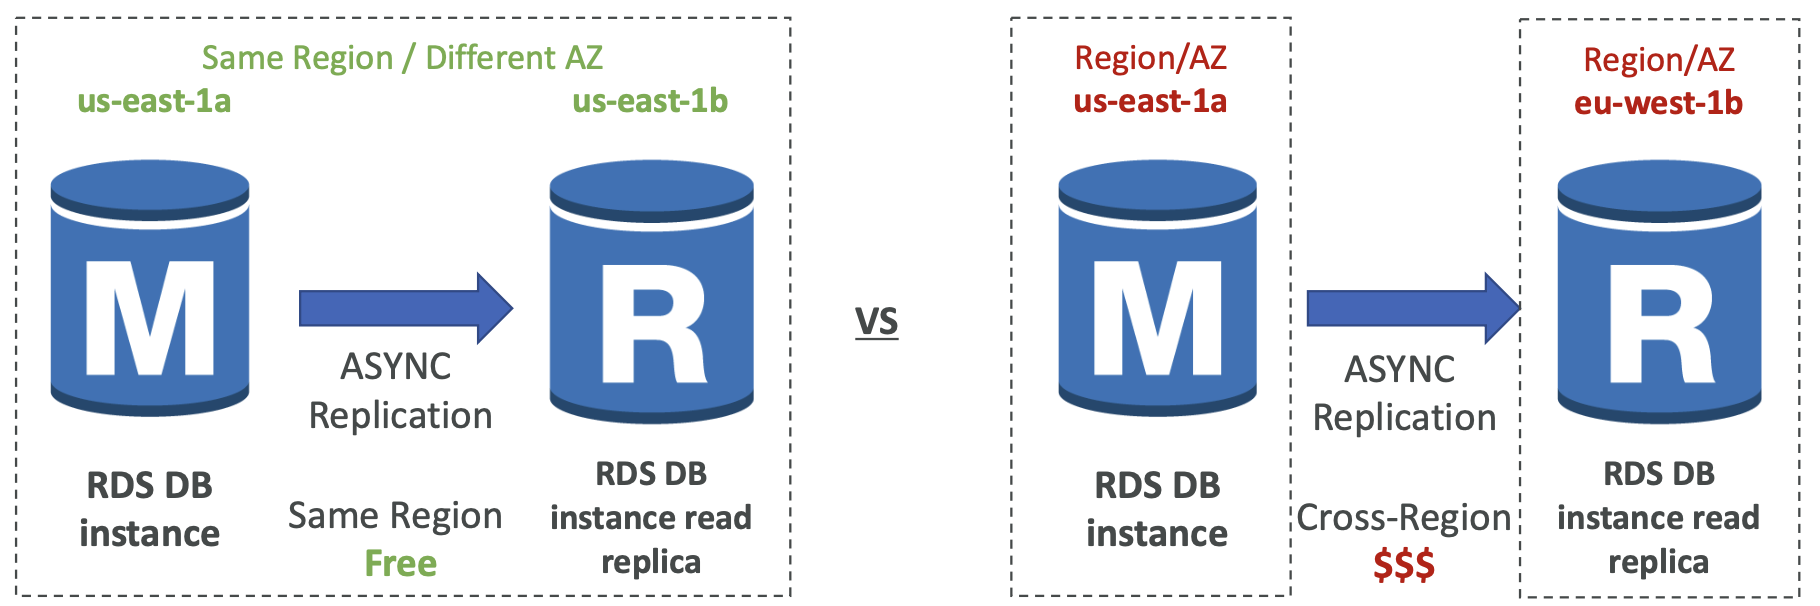 Same Region / Different AZ
us-east-1a
us-east-1b
M
R
ASYNC
Replication
RDS DB
instance
Same Region
Free
RDS DB
instance read
replica
VS
Region/AZ
us-east-1a
M
RDS DB
instance
ASYNC
Replication
Cross-Region
$$$
Region/AZ
eu-west-1b
R
RDS DB
instance read
replica